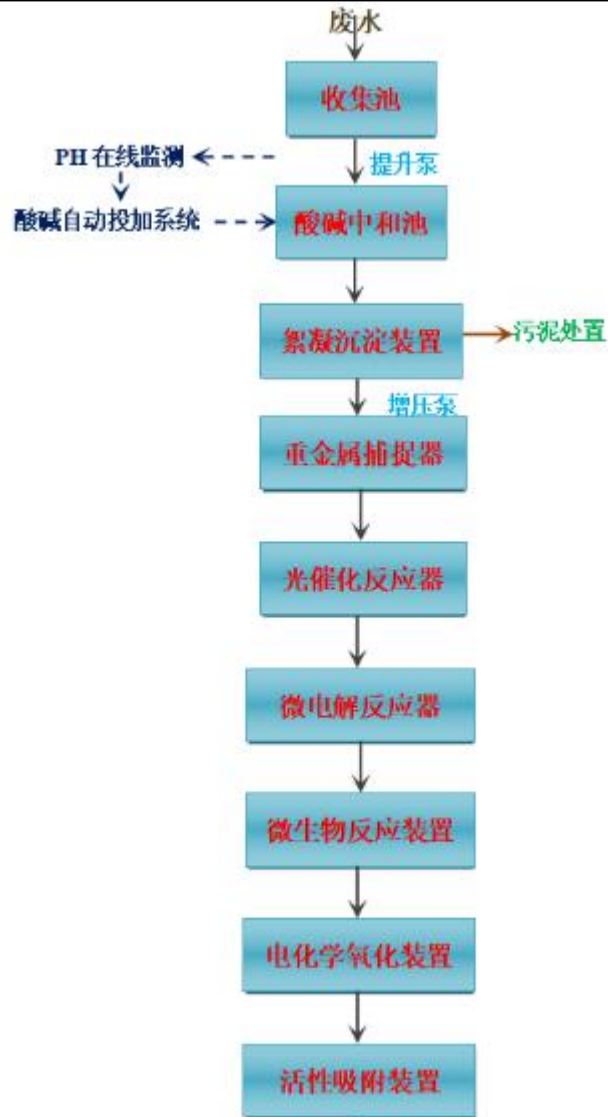 废水
收集池
PH在线监测
提升泵
酸碱自动投加系统
酸碱中和池
絮凝沉淀装置
污泥处置
增压泵
重金属捕捉器
光催化反应器
微电解反应器
微生物反应装置
电化学氧化装置
活性吸附装置